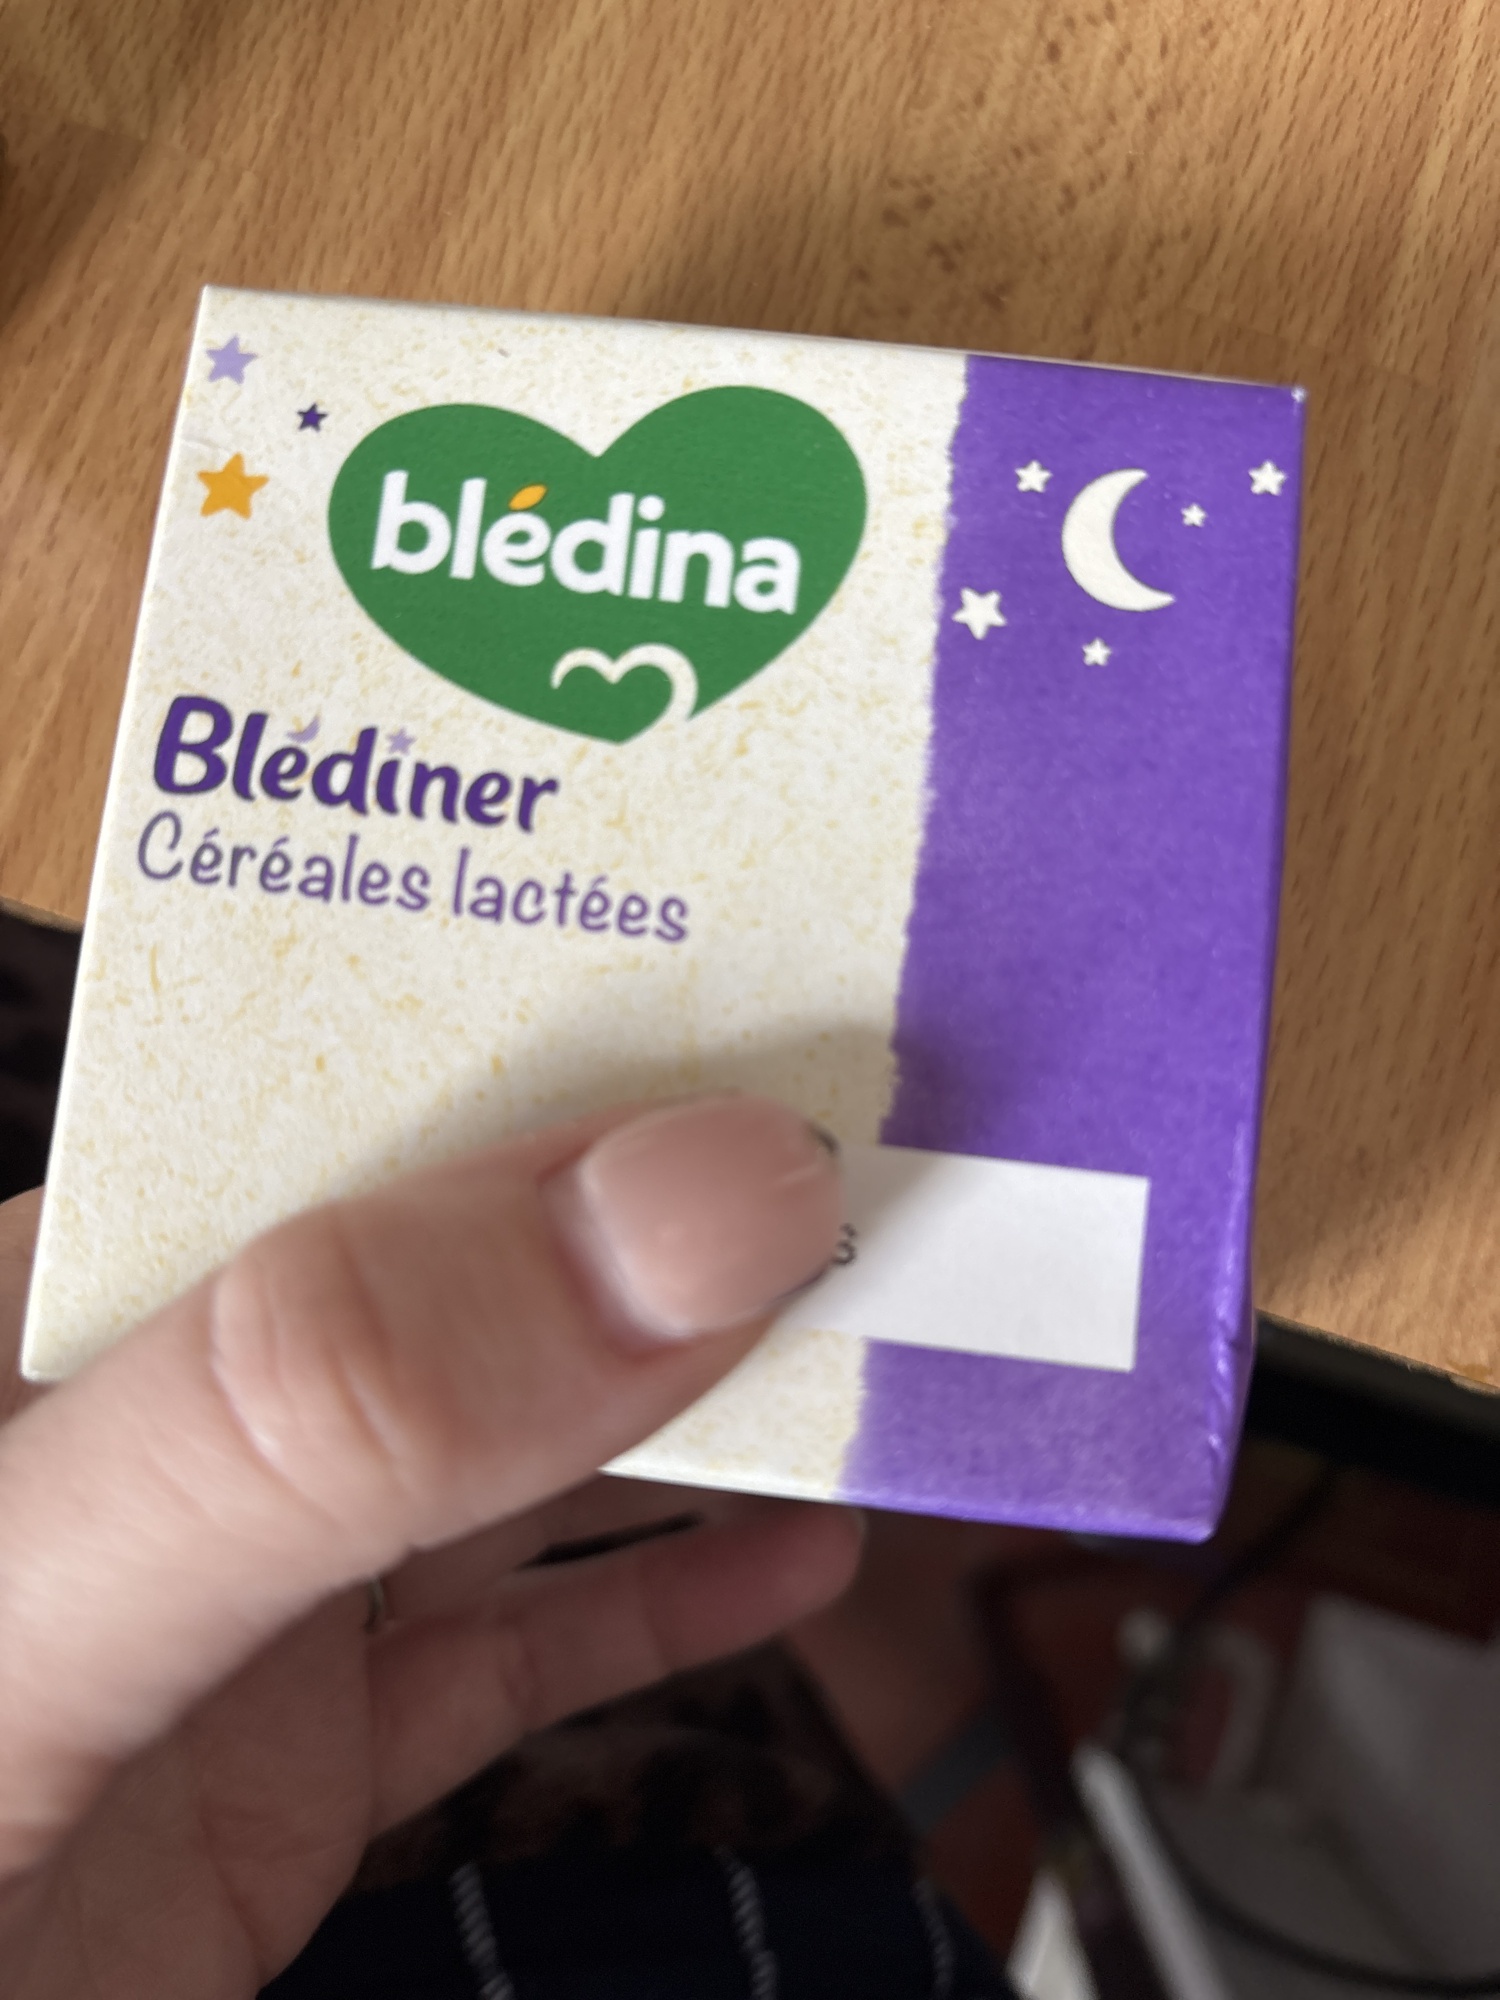 blédina
Blédiner
Céréales lactées